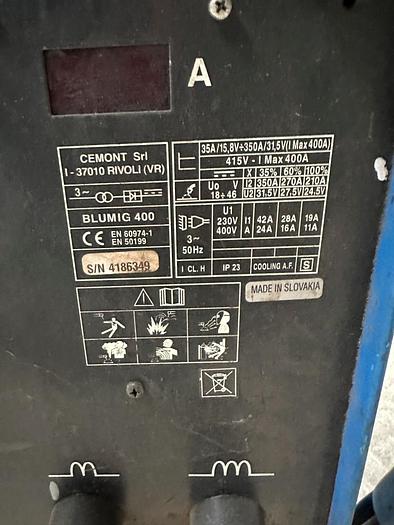 A
CEMONT Srl
I - 37010 RIVOLI (VR)
3~
BLUMIG 400
CE EN 60974-1
EN 50199
S/N 4186349
35A/15,8V÷350A/31,5V(I Max400A)
415V - I Max 400A
X 35% 60% 100%
Uo V I2 350A 270A 210A
18÷46 U2 31.5V 27.5V 24.5V
U1
230V I1 42A 28A 19A
400V A 24A 16A 11A
3~
50Hz
I CL. H IP 23 COOLING A.F. S
MADE IN SLOVAKIA